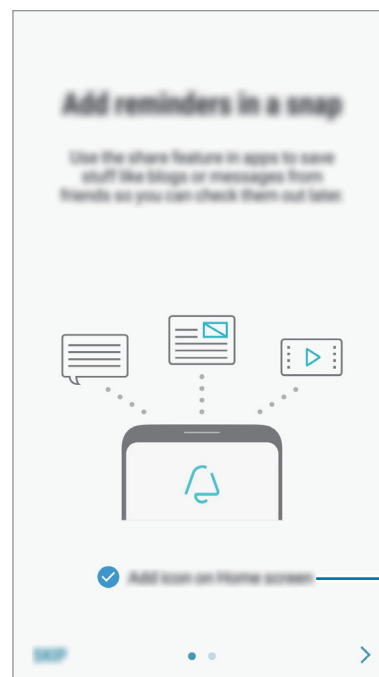 Add reminders in a snap
Use the share feature in apps to save
stuff like blogs or messages from
friends so you can check them out later.
Add icon on Home screen
SKIP